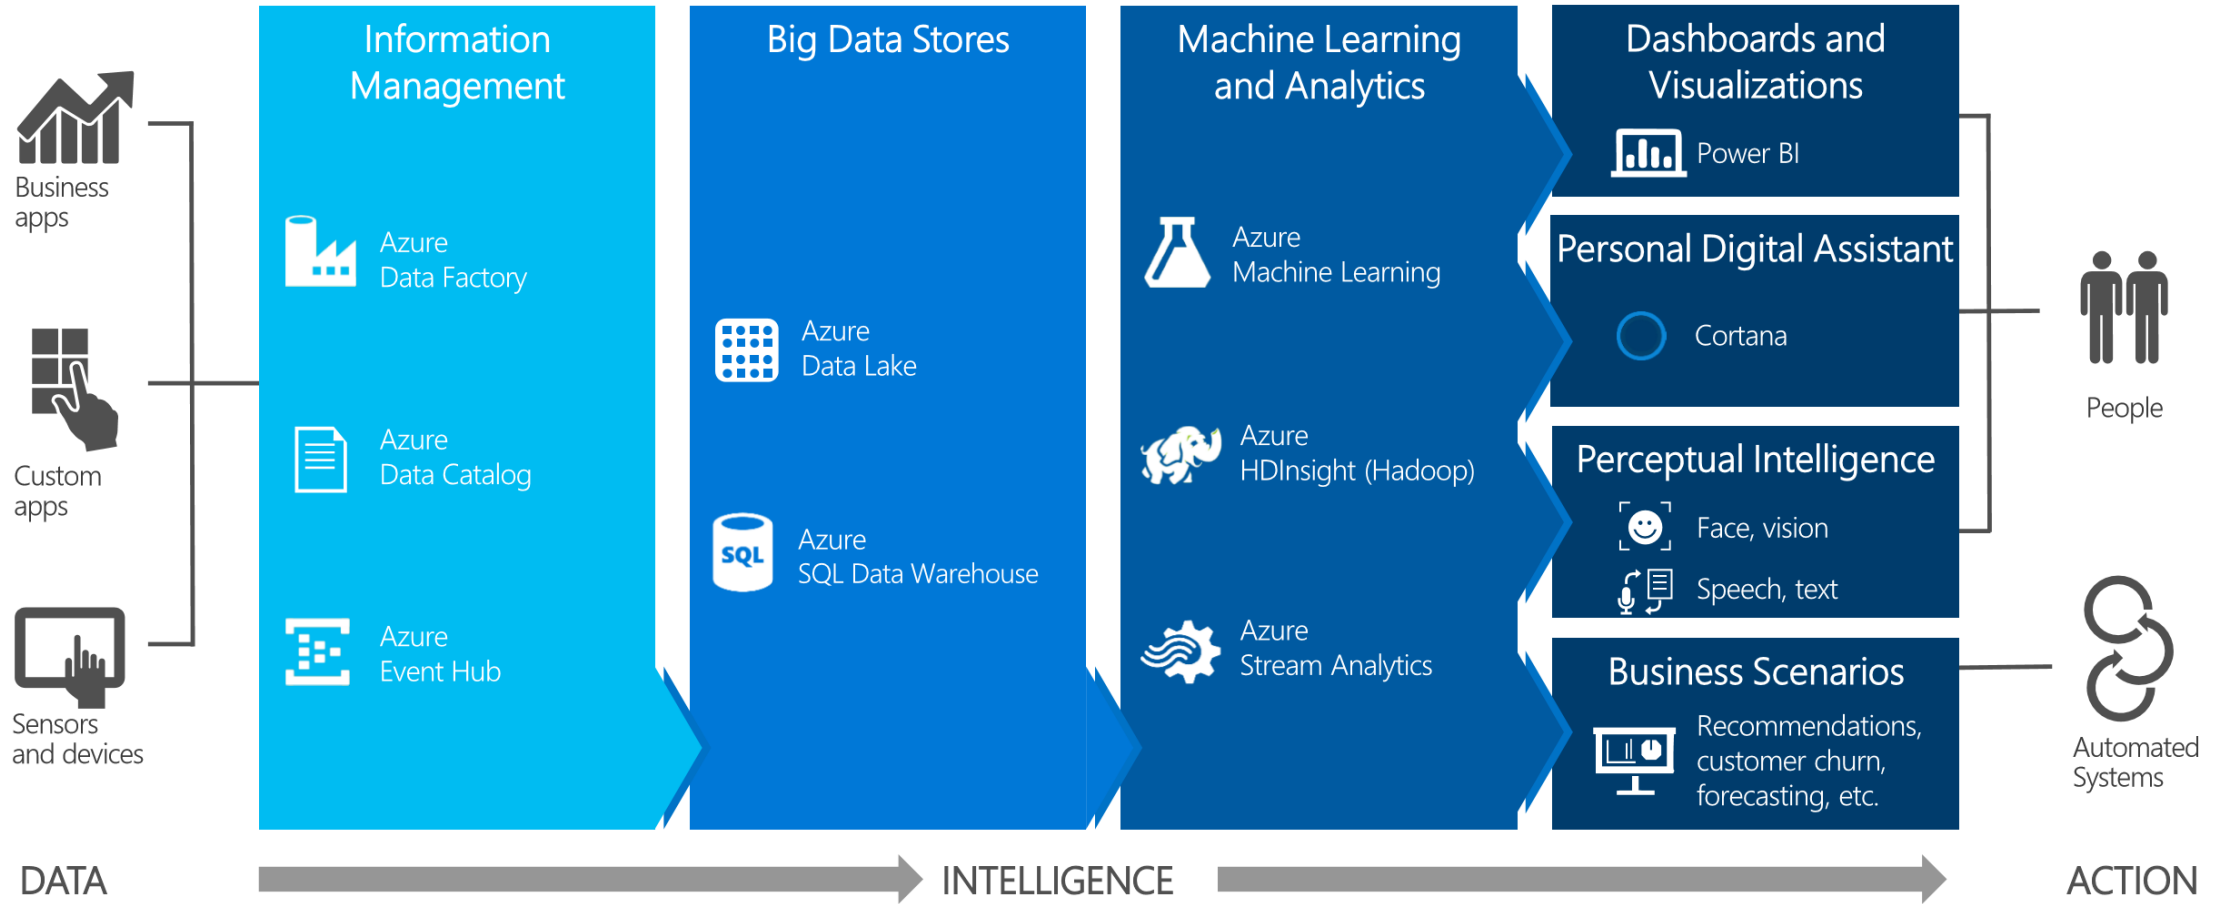 Business
apps
Custom
apps
Sensors
and devices
Information
Management
Azure
Data Factory
Azure
Data Catalog
Azure
Event Hub
Big Data Stores
Azure
Data Lake
SQL
Azure
SQL Data Warehouse
Machine Learning
and Analytics
Azure
Machine Learning
Azure
HDInsight (Hadoop)
Azure
Stream Analytics
Dashboards and
Visualizations
Power BI
Personal Digital Assistant
Cortana
Perceptual Intelligence
Face, vision
Speech, text
Business Scenarios
Recommendations,
customer churn,
forecasting, etc.
People
Automated
Systems
DATA
INTELLIGENCE
ACTION